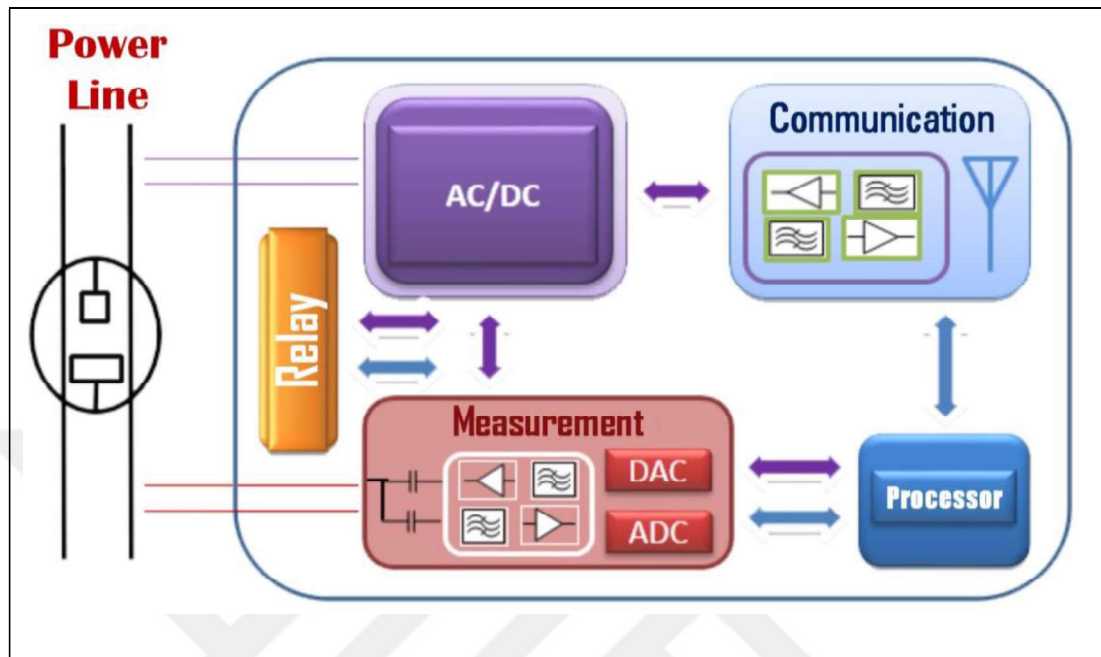 Power
Line
AC/DC
Communication
Relay
Measurement
DAC
ADC
Processor